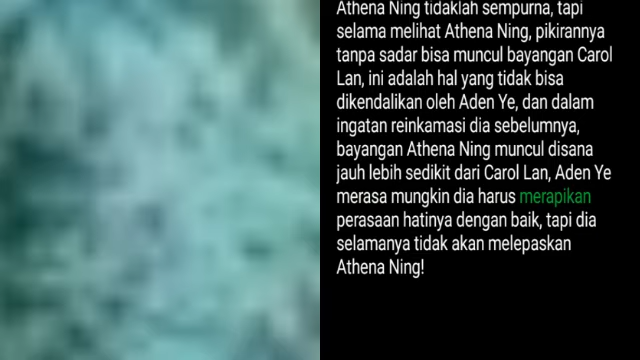 Athena Ning tidaklah sempurna, tapi
selama melihat Athena Ning, pikirannya
tanpa sadar bisa muncul bayangan Carol
Lan, ini adalah hal yang tidak bisa
dikendalikan oleh Aden Ye, dan dalam
ingatan reinkamasi dia sebelumnya,
bayangan Athena Ning muncul disana
jauh lebih sedikit dari Carol Lan, Aden Ye
merasa mungkin dia harus merapikan
perasaan hatinya dengan baik, tapi dia
selamanya tidak akan melepaskan
Athena Ning!